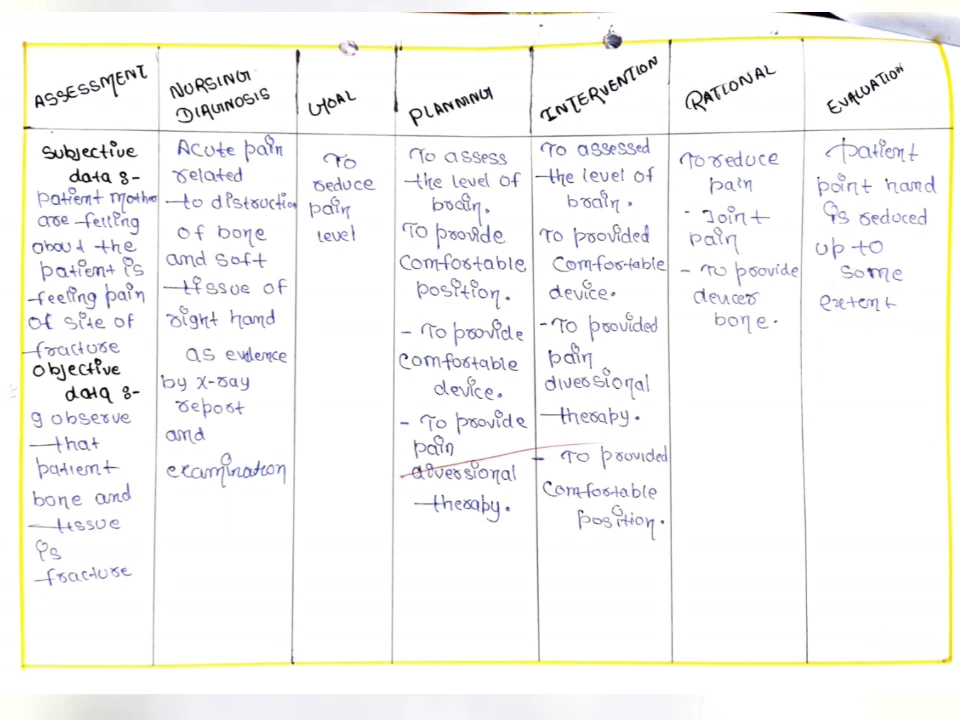 ASSESSMENT
NURSING
DIAGNOSIS
GOAL
PLANNING
INTERVENTION
RATIONAL
EVALUATION
Subjective
data :-
patient mother
are felling
about the
patient is
feeling pain
of site of
fracture
Objective
data :-
I observe
that
patient
bone and
tissue
is
fracture
Acute pain
related
to distruction
of bone
and soft
tissue of
right hand
as evidence
by x-ray
report
and
examination
To
reduce
pain
level
To assess
the level of
brain.
To provide
Comfortable
position.
- To provide
comfortable
device.
- To provide
pain
diversional
therapy.
To assessed
the level of
brain.
To provided
Comfortable
device.
- To provided
pain
diversional
therapy.
- To provided
Comfortable
position.
To reduce
pain
- Joint
pain
- To provide
bone.
patient
point hand
is reduced
up to
some
extent